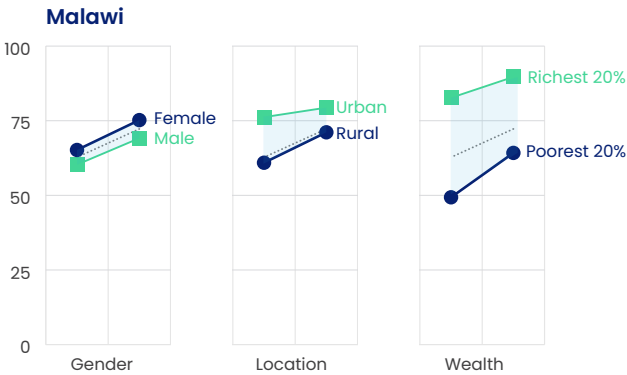 Malawi
100
75
50
25
0
Female
Male
Urban
Rural
Richest 20%
Poorest 20%
Gender
Location
Wealth